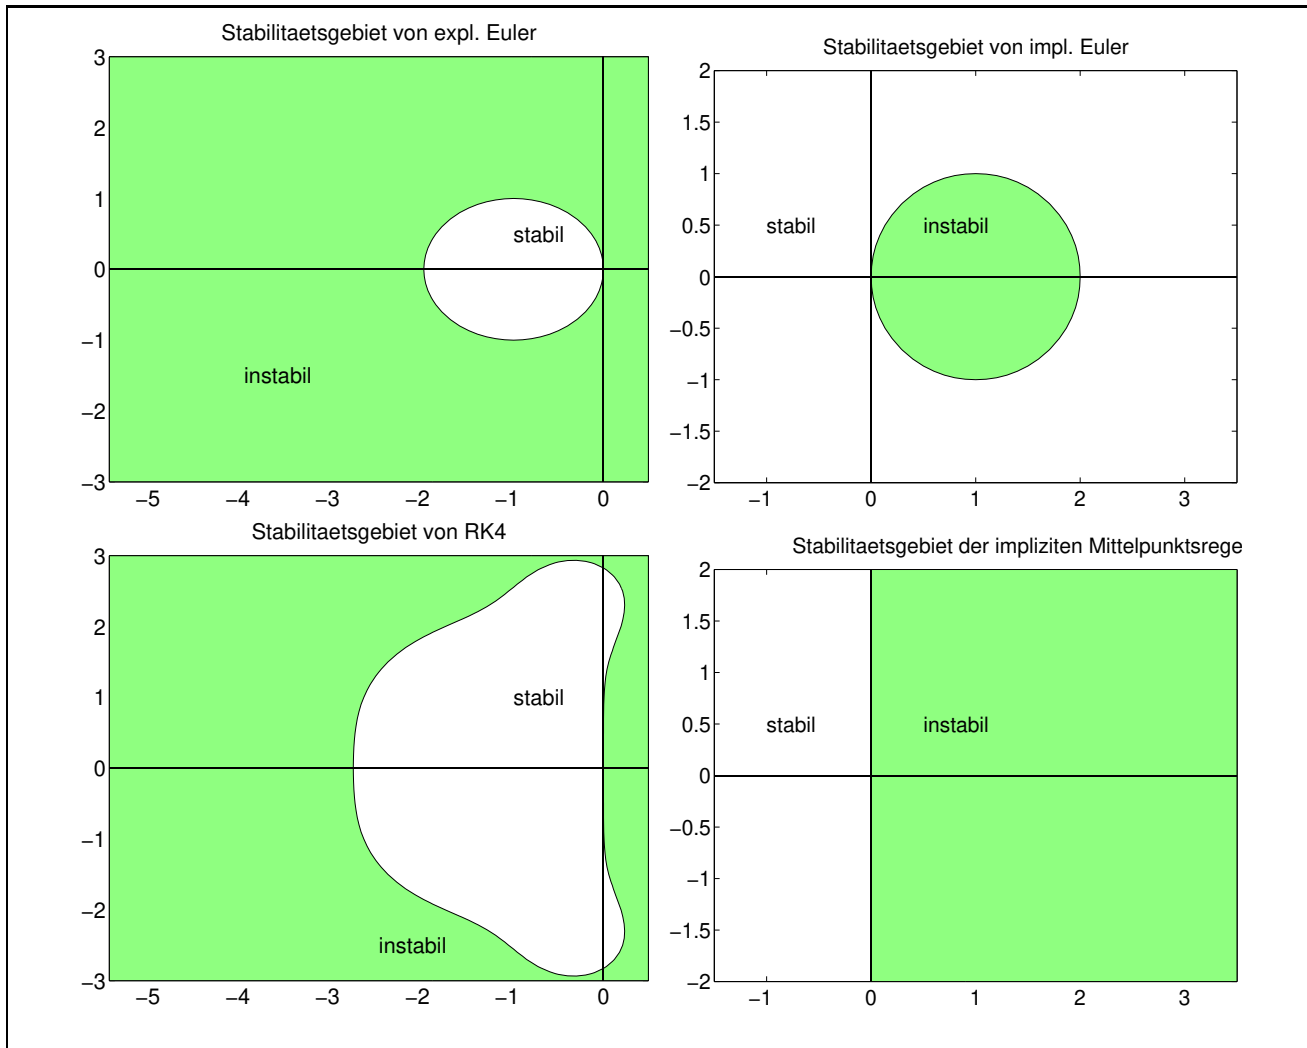 Stabilitaetsgebiet von expl. Euler
3
2
1
0
−1
−2
−3
stabil
instabil
−5 −4 −3 −2 −1 0
Stabilitaetsgebiet von impl. Euler
2
1.5
1
0.5
0
−0.5
−1
−1.5
−2
stabil instabil
−1 0 1 2 3
Stabilitaetsgebiet von RK4
3
2
1
0
−1
−2
−3
stabil
instabil
−5 −4 −3 −2 −1 0
Stabilitaetsgebiet der impliziten Mittelpunktsrege
2
1.5
1
0.5
0
−0.5
−1
−1.5
−2
stabil instabil
−1 0 1 2 3